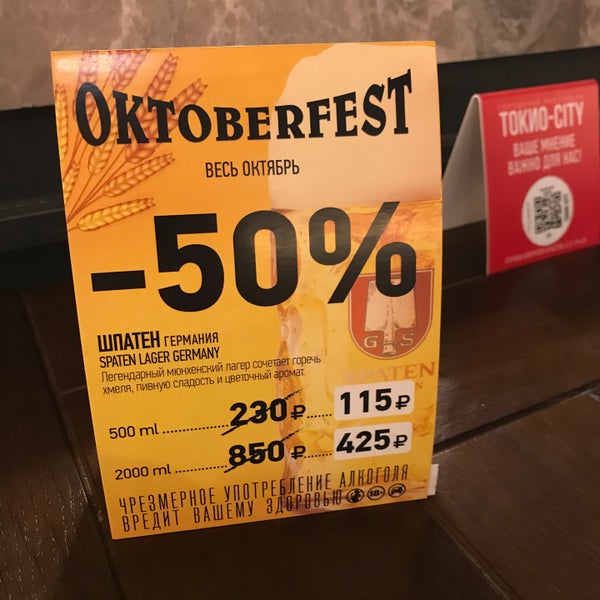 OKTOBERFEST
ВЕСЬ ОКТЯБРЬ
-50%
ШПАТЕН ГЕРМАНИЯ
SPATEN LAGER GERMANY
Легендарный мюнхенский лагер сочетает горечь
хмеля, пивную сладость и цветочный аромат.
500 ml 230₽ 115₽
2000 ml 850₽ 425₽
ЧРЕЗМЕРНОЕ УПОТРЕБЛЕНИЕ АЛКОГОЛЯ
ВРЕДИТ ВАШЕМУ ЗДОРОВЬЮ 18+
G S
SPATEN
ТОКИО-CITY
ВАШЕ МНЕНИЕ
ВАЖНО ДЛЯ НАС!